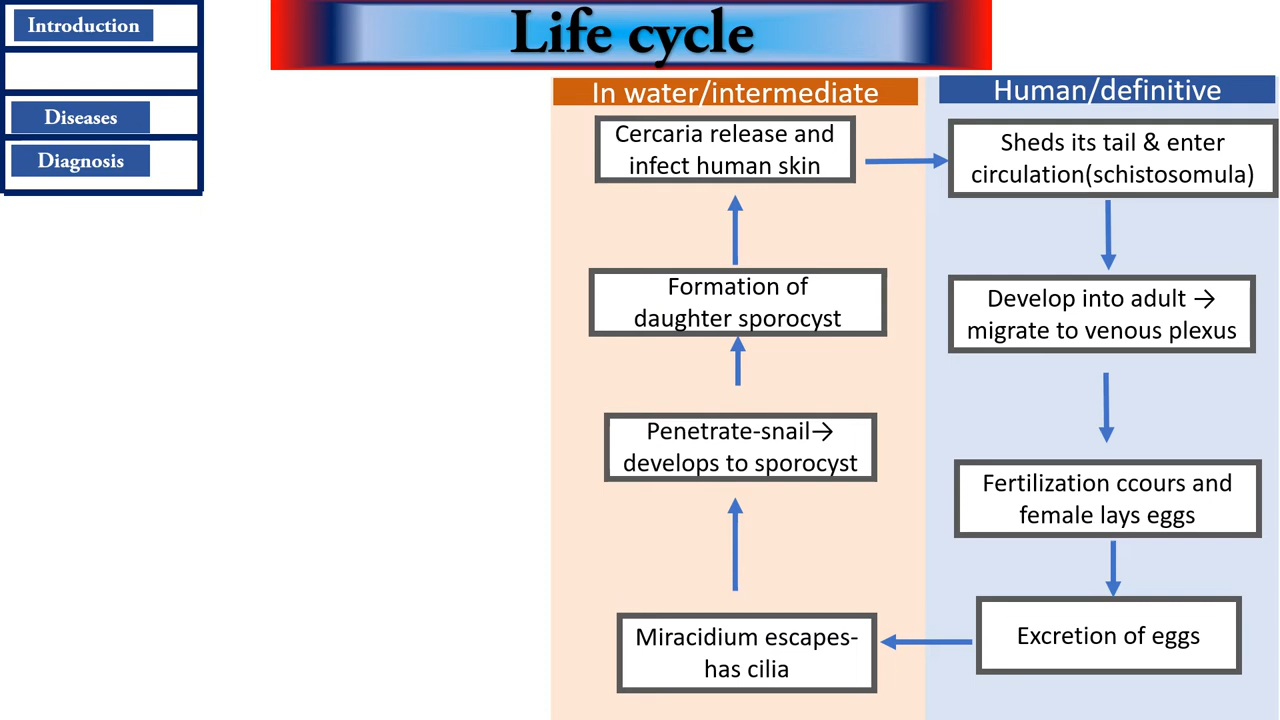 Introduction
Diseases
Diagnosis
Life cycle
In water/intermediate
Cercaria release and
infect human skin
Formation of
daughter sporocyst
Penetrate-snail→
develops to sporocyst
Miracidium escapes-
has cilia
Human/definitive
Sheds its tail & enter
circulation(schistosomula)
Develop into adult →
migrate to venous plexus
Fertilization ccours and
female lays eggs
Excretion of eggs